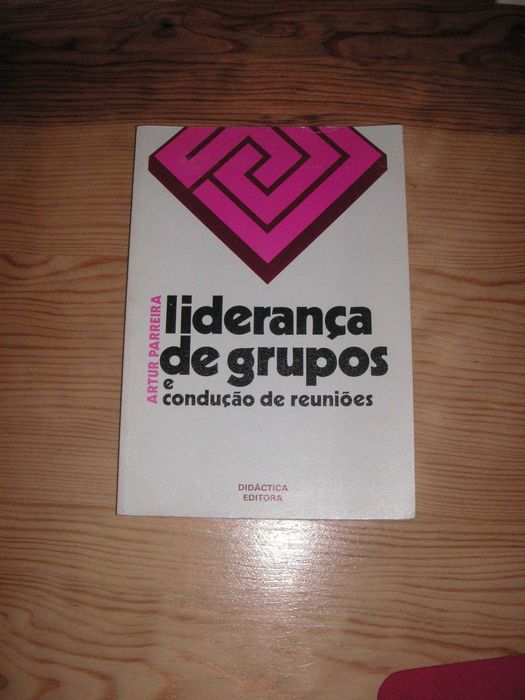 ARTUR PARREIRA
liderança
de grupos
e
condução de reuniões
DIDÁCTICA
EDITORA